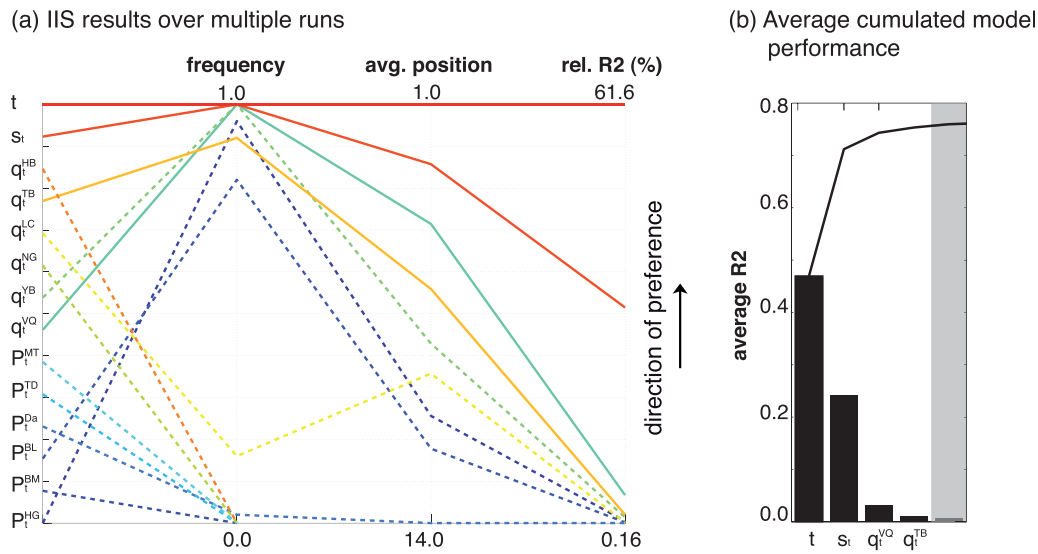 (a) IIS results over multiple runs
(b) Average cumulated model
performance
frequency
avg. position
rel. R2 (%)
1.0
1.0
61.6
t
sₜ
qₜᴴᴮ
qₜᵀᴮ
qₜᴸᶜ
qₜᴺᴳ
qₜʸᴮ
qₜⱽQ
Pₜᴹᵀ
Pₜᵀᴰ
Pₜᴰᵃ
Pₜᴮᴸ
Pₜᴮᴹ
Pₜᴴᴳ
0.0
14.0
0.16
direction of preference
average R2
0.8
0.6
0.4
0.2
0.0
t sₜ qₜⱽQ qₜᵀᴮ